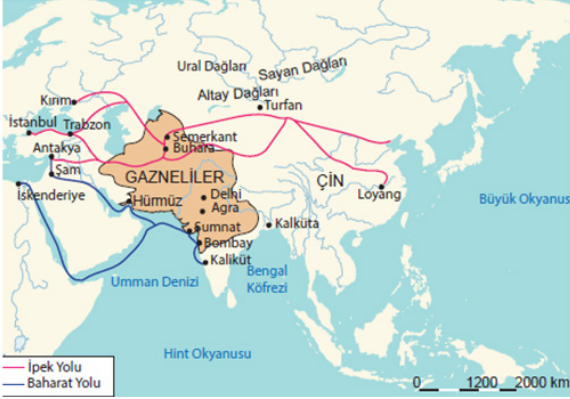 Ural Dağları
Sayan Dağları
Altay Dağları
Turfan
Kırım
İstanbul
Trabzon
Semerkant
Buhara
Antakya
Şam
GAZNELİLER
ÇİN
İskenderiye
Hürmüz
Delhi
Agra
Loyang
Büyük Okyanus
Sumnat
Kalküta
Bombay
Kaliküt
Umman Denizi
Bengal
Köfrezi
Hint Okyanusu
İpek Yolu
Baharat Yolu
0 1200 2000 km